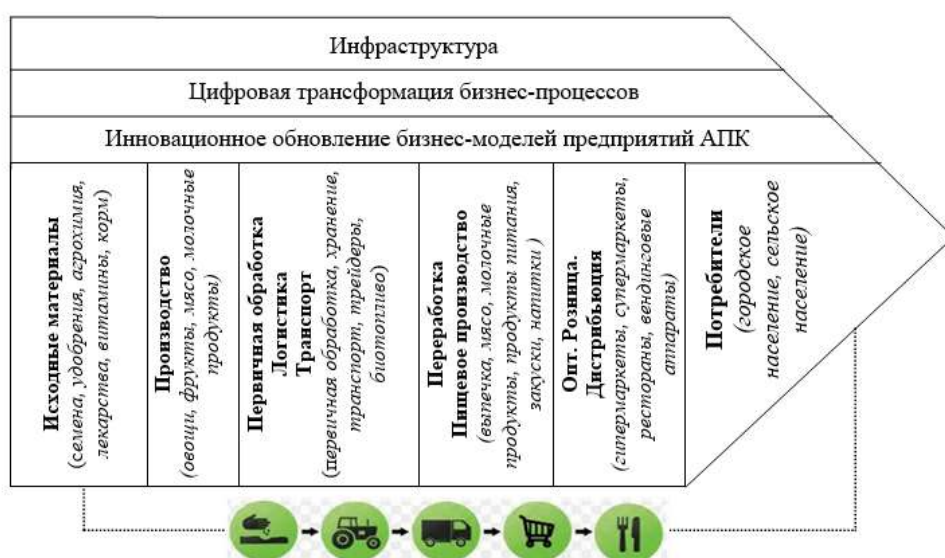 Инфраструктура
Цифровая трансформация бизнес-процессов
Инновационное обновление бизнес-моделей предприятий АПК
Исходные материалы
(семена, удобрения, агрохимия,
лекарства, витамины, корм)
Производство
(овощи, фрукты, мясо, молочные
продукты)
Первичная обработка
Логистика
Транспорт
(первичная обработка, хранение,
транспорт, трейдеры,
биотопливо)
Переработка
Пищевое производство
(выпечка, мясо, молочные
продукты, продукты питания,
закуски, напитки )
Опт. Розница.
Дистрибьюция
(гипермаркеты, супермаркеты,
рестораны, вендинговые
аппараты)
Потребители
(городское
население, сельское
население)